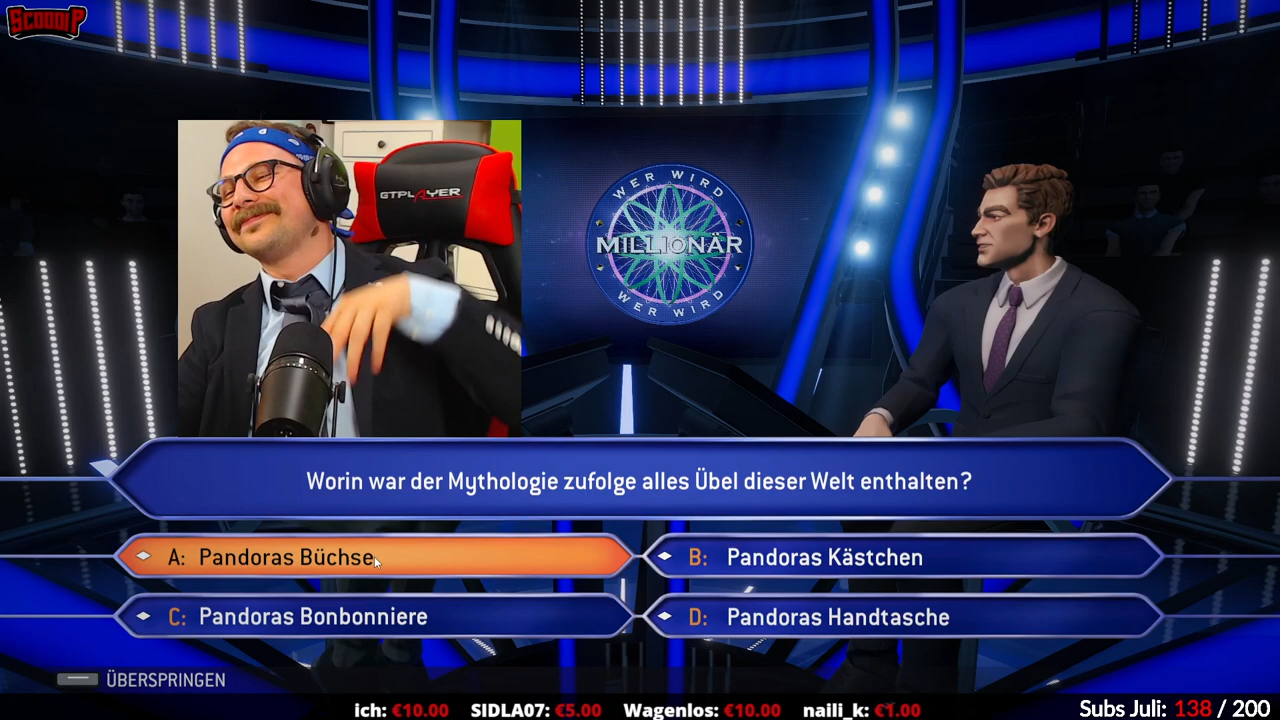 SCOODIP
GTPLAYER
WER WIRD
MILLIONÄR
WER WIRD
Worin war der Mythologie zufolge alles Übel dieser Welt enthalten?
A: Pandoras Büchse
B: Pandoras Kästchen
C: Pandoras Bonbonniere
D: Pandoras Handtasche
ÜBERSPRINGEN
ich: €10.00 SIDLA07: €5.00 Wagenlos: €10.00 naili_k: €1.00
Subs Juli: 138 / 200